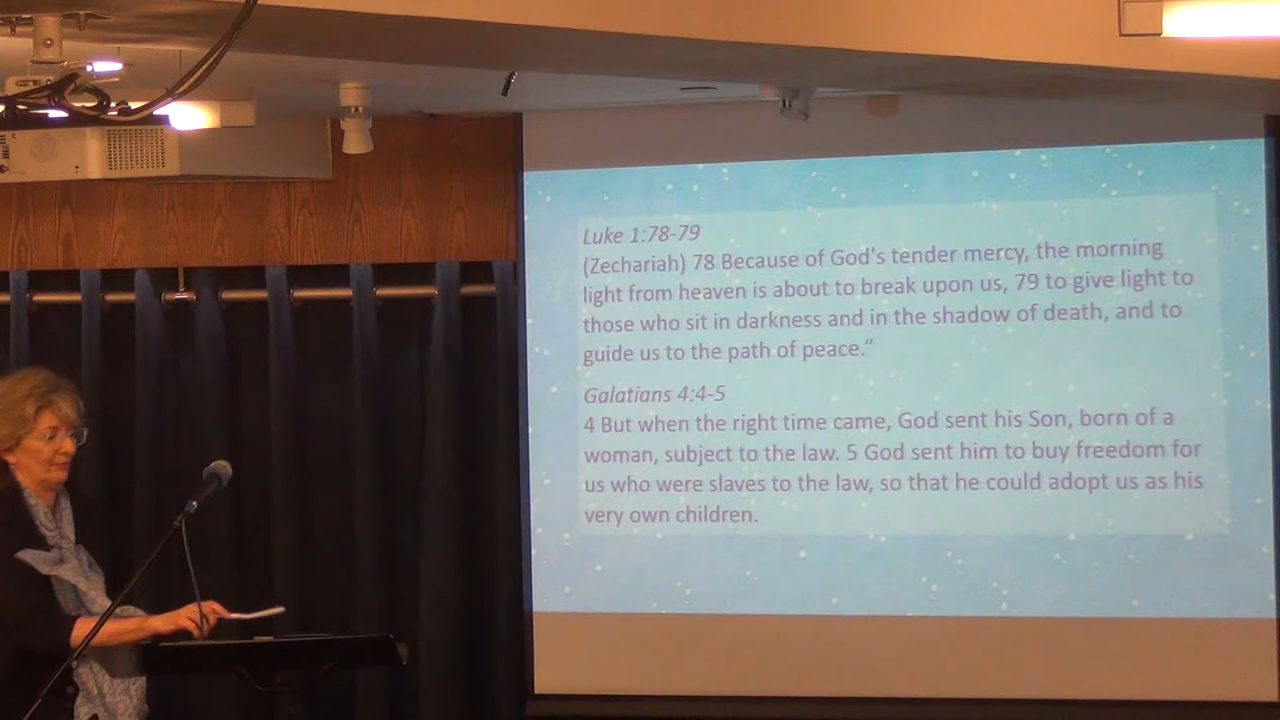 Luke 1:78-79
(Zechariah) 78 Because of God's tender mercy, the morning
light from heaven is about to break upon us, 79 to give light to
those who sit in darkness and in the shadow of death, and to
guide us to the path of peace.“
Galatians 4:4-5
4 But when the right time came, God sent his Son, born of a
woman, subject to the law. 5 God sent him to buy freedom for
us who were slaves to the law, so that he could adopt us as his
very own children.